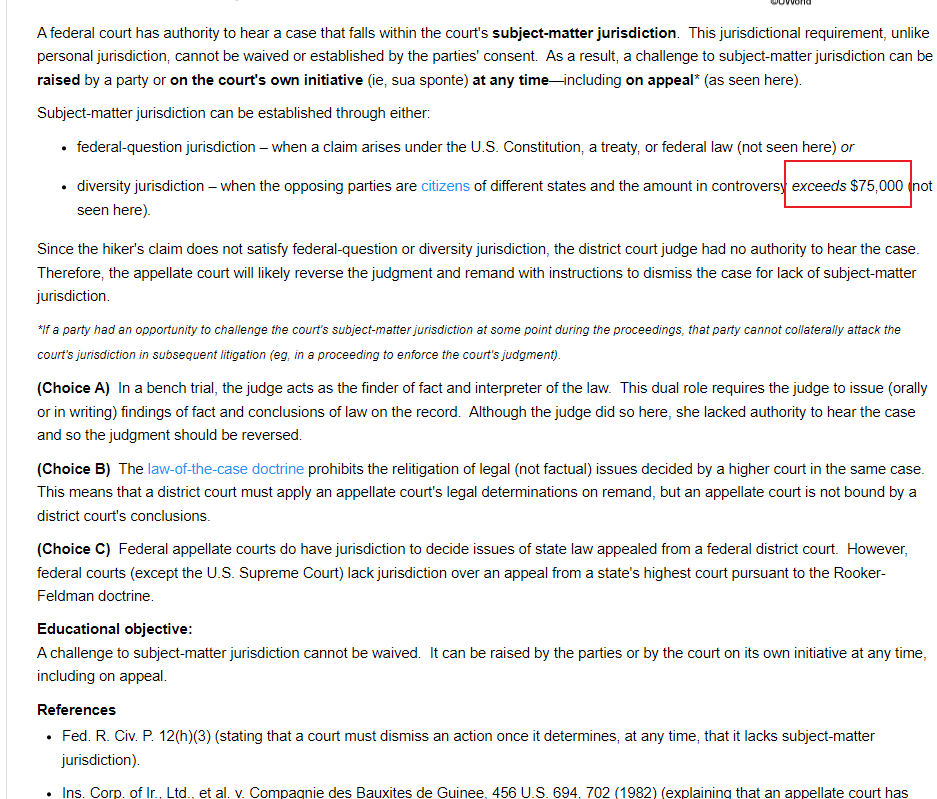 ©UWorld
A federal court has authority to hear a case that falls within the court's subject-matter jurisdiction. This jurisdictional requirement, unlike
personal jurisdiction, cannot be waived or established by the parties' consent. As a result, a challenge to subject-matter jurisdiction can be
raised by a party or on the court's own initiative (ie, sua sponte) at any time—including on appeal* (as seen here).
Subject-matter jurisdiction can be established through either:
• federal-question jurisdiction – when a claim arises under the U.S. Constitution, a treaty, or federal law (not seen here) or
• diversity jurisdiction – when the opposing parties are citizens of different states and the amount in controversy exceeds $75,000 (not
seen here).
Since the hiker's claim does not satisfy federal-question or diversity jurisdiction, the district court judge had no authority to hear the case.
Therefore, the appellate court will likely reverse the judgment and remand with instructions to dismiss the case for lack of subject-matter
jurisdiction.
*If a party had an opportunity to challenge the court's subject-matter jurisdiction at some point during the proceedings, that party cannot collaterally attack the
court's jurisdiction in subsequent litigation (eg, in a proceeding to enforce the court's judgment).
(Choice A) In a bench trial, the judge acts as the finder of fact and interpreter of the law. This dual role requires the judge to issue (orally
or in writing) findings of fact and conclusions of law on the record. Although the judge did so here, she lacked authority to hear the case
and so the judgment should be reversed.
(Choice B) The law-of-the-case doctrine prohibits the relitigation of legal (not factual) issues decided by a higher court in the same case.
This means that a district court must apply an appellate court's legal determinations on remand, but an appellate court is not bound by a
district court's conclusions.
(Choice C) Federal appellate courts do have jurisdiction to decide issues of state law appealed from a federal district court. However,
federal courts (except the U.S. Supreme Court) lack jurisdiction over an appeal from a state's highest court pursuant to the Rooker-
Feldman doctrine.
Educational objective:
A challenge to subject-matter jurisdiction cannot be waived. It can be raised by the parties or by the court on its own initiative at any time,
including on appeal.
References
• Fed. R. Civ. P. 12(h)(3) (stating that a court must dismiss an action once it determines, at any time, that it lacks subject-matter
jurisdiction).
• Ins. Corp. of Ir., Ltd., et al. v. Compagnie des Bauxites de Guinee, 456 U.S. 694, 702 (1982) (explaining that an appellate court has